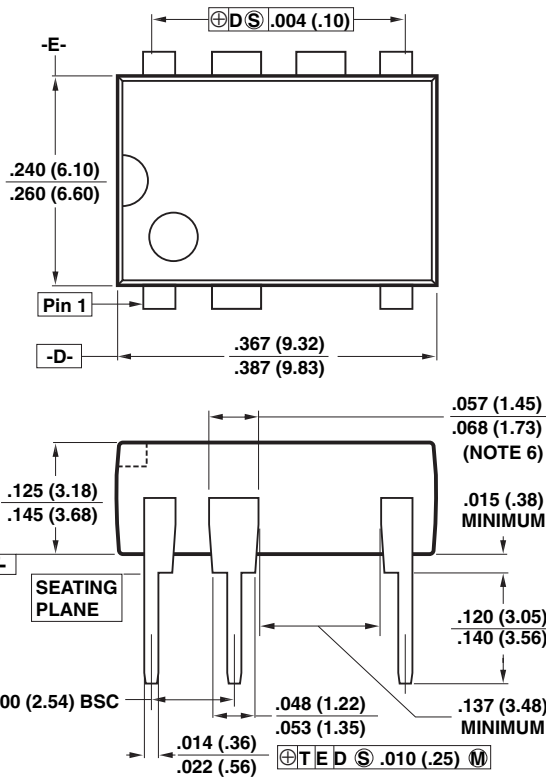 ⊕ D Ⓢ .004 (.10)
-E-
.240 (6.10)
.260 (6.60)
Pin 1
-D-
.367 (9.32)
.387 (9.83)
.057 (1.45)
.068 (1.73)
(NOTE 6)
.125 (3.18)
.145 (3.68)
.015 (.38)
MINIMUM
SEATING
PLANE
.120 (3.05)
.140 (3.56)
00 (2.54) BSC
.048 (1.22)
.053 (1.35)
.137 (3.48)
MINIMUM
.014 (.36)
.022 (.56)
⊕ T E D Ⓢ .010 (.25) Ⓜ